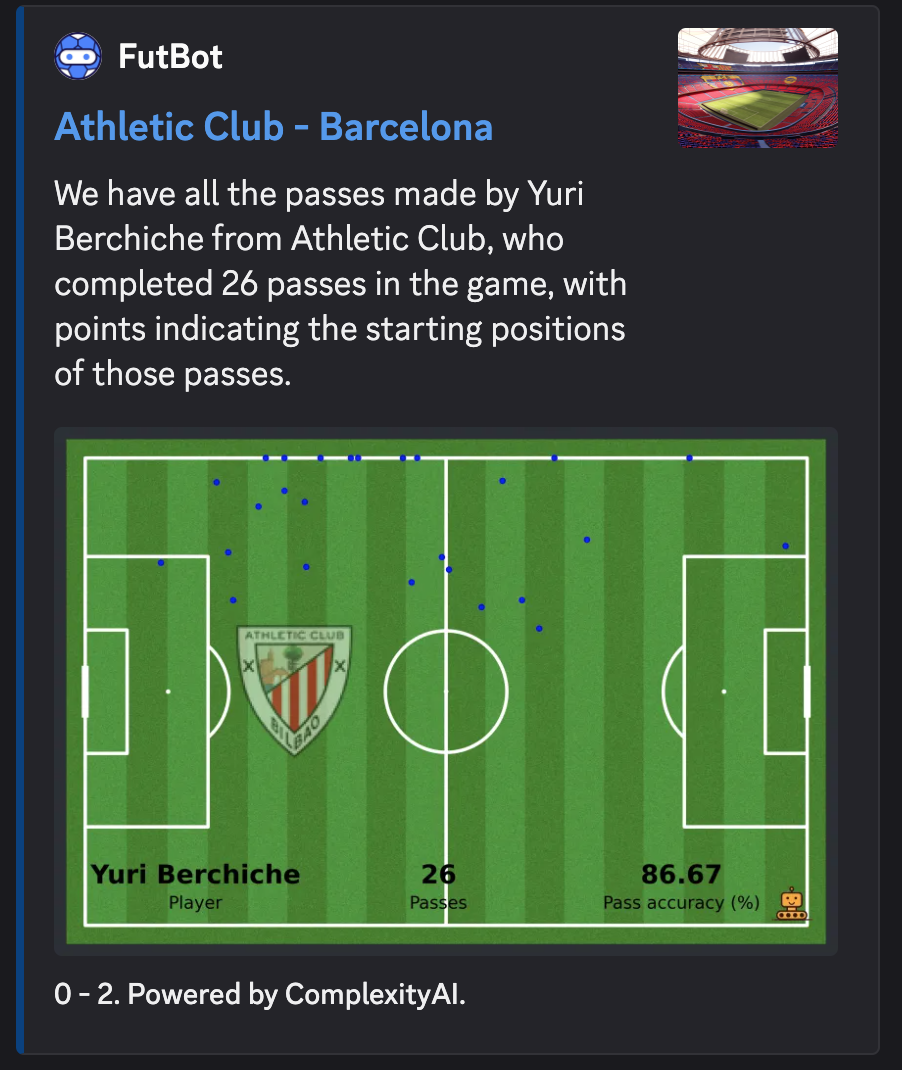 FutBot
Athletic Club - Barcelona
We have all the passes made by Yuri
Berchiche from Athletic Club, who
completed 26 passes in the game, with
points indicating the starting positions
of those passes.
ATHLETIC CLUB
BILBAO
Yuri Berchiche
Player
26
Passes
86.67
Pass accuracy (%)
0 - 2. Powered by ComplexityAI.